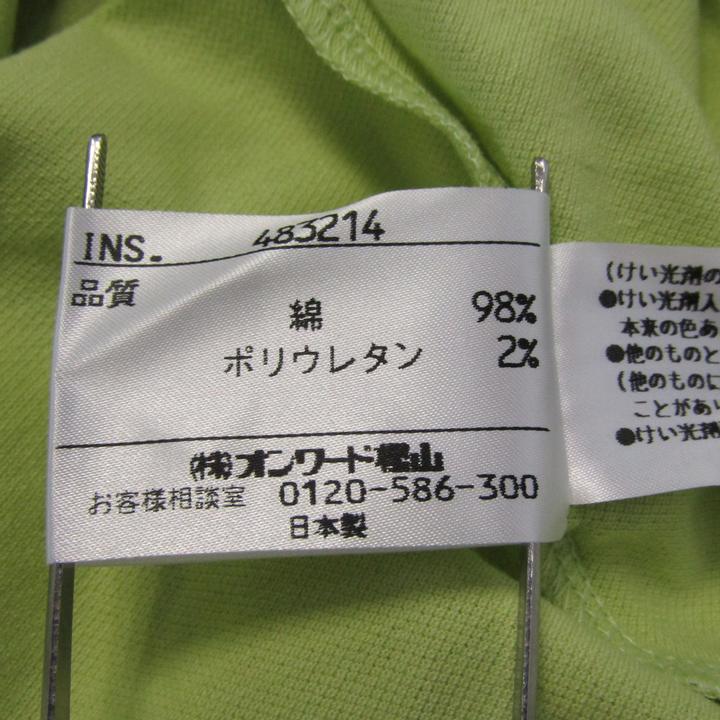 INS. 483214
品質
綿 98%
ポリウレタン 2%
(株)オンワード樫山
お客様相談室 0120-586-300
日本製
(けい光剤の
●けい光剤入
本来の色あ
●他のものと
(他のものに
ことがあり
●けい光剤